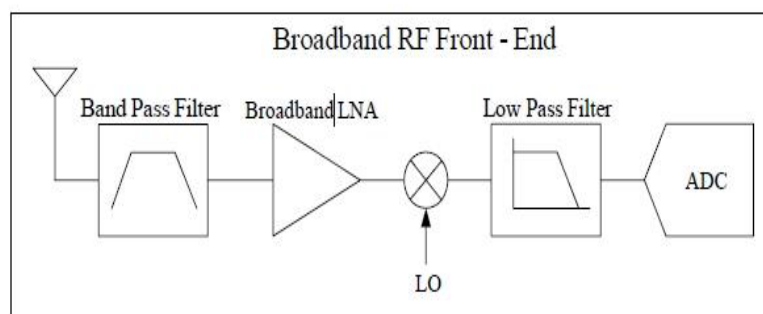 Broadband RF Front - End
Band Pass Filter
Broadband LNA
Low Pass Filter
ADC
LO